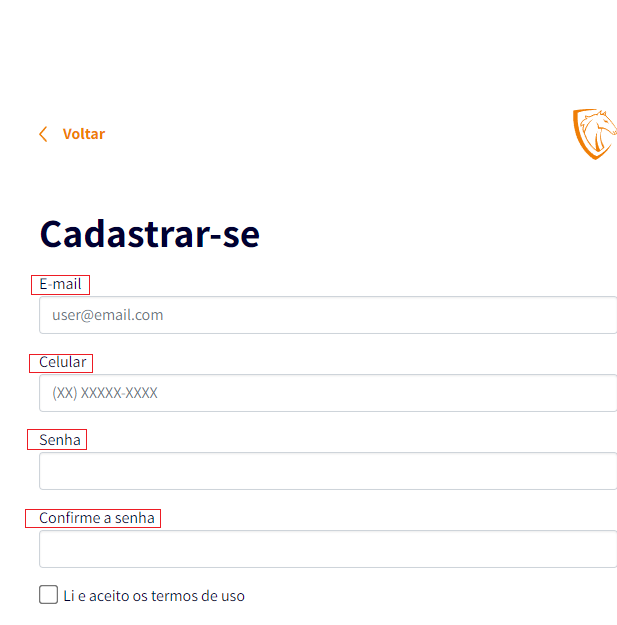 Voltar
Cadastrar-se
E-mail
user@email.com
Celular
(XX) XXXXX-XXXX
Senha
Confirme a senha
Li e aceito os termos de uso